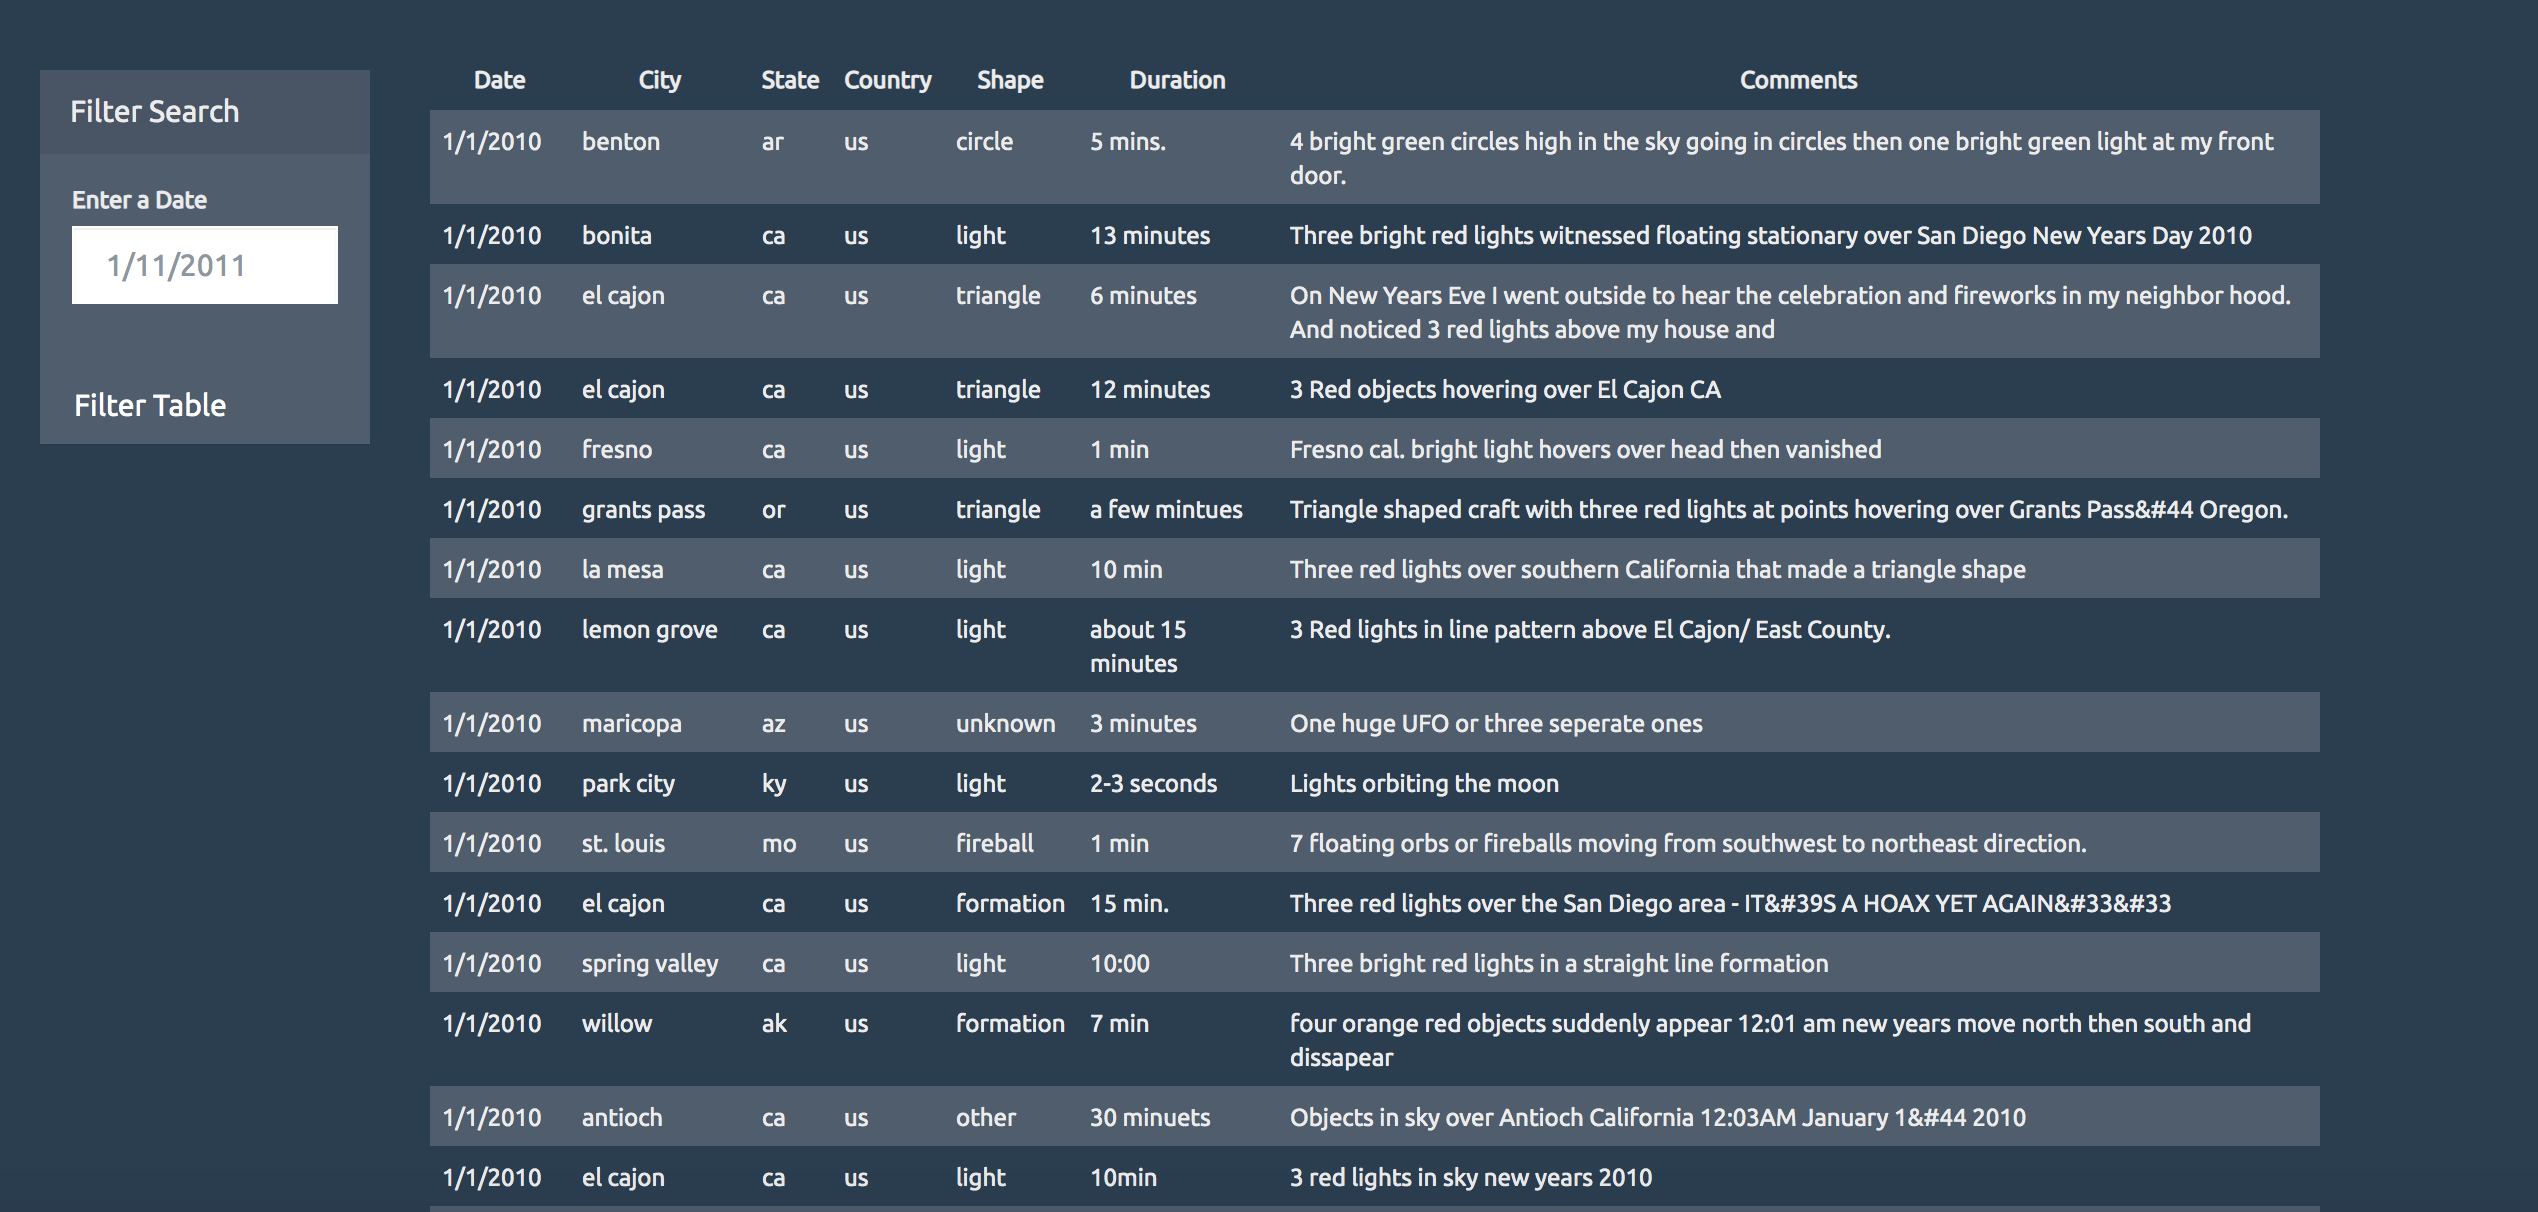 Filter Search
Enter a Date
1/11/2011
Filter Table
Date City State Country Shape Duration Comments
1/1/2010 benton ar us circle 5 mins. 4 bright green circles high in the sky going in circles then one bright green light at my front
door.
1/1/2010 bonita ca us light 13 minutes Three bright red lights witnessed floating stationary over San Diego New Years Day 2010
1/1/2010 el cajon ca us triangle 6 minutes On New Years Eve I went outside to hear the celebration and fireworks in my neighbor hood.
And noticed 3 red lights above my house and
1/1/2010 el cajon ca us triangle 12 minutes 3 Red objects hovering over El Cajon CA
1/1/2010 fresno ca us light 1 min Fresno cal. bright light hovers over head then vanished
1/1/2010 grants pass or us triangle a few mintues Triangle shaped craft with three red lights at points hovering over Grants Pass&#44 Oregon.
1/1/2010 la mesa ca us light 10 min Three red lights over southern California that made a triangle shape
1/1/2010 lemon grove ca us light about 15 3 Red lights in line pattern above El Cajon/ East County.
minutes
1/1/2010 maricopa az us unknown 3 minutes One huge UFO or three seperate ones
1/1/2010 park city ky us light 2-3 seconds Lights orbiting the moon
1/1/2010 st. louis mo us fireball 1 min 7 floating orbs or fireballs moving from southwest to northeast direction.
1/1/2010 el cajon ca us formation 15 min. Three red lights over the San Diego area - IT&#39S A HOAX YET AGAIN&#33&#33
1/1/2010 spring valley ca us light 10:00 Three bright red lights in a straight line formation
1/1/2010 willow ak us formation 7 min four orange red objects suddenly appear 12:01 am new years move north then south and
dissapear
1/1/2010 antioch ca us other 30 minuets Objects in sky over Antioch California 12:03AM January 1&#44 2010
1/1/2010 el cajon ca us light 10min 3 red lights in sky new years 2010